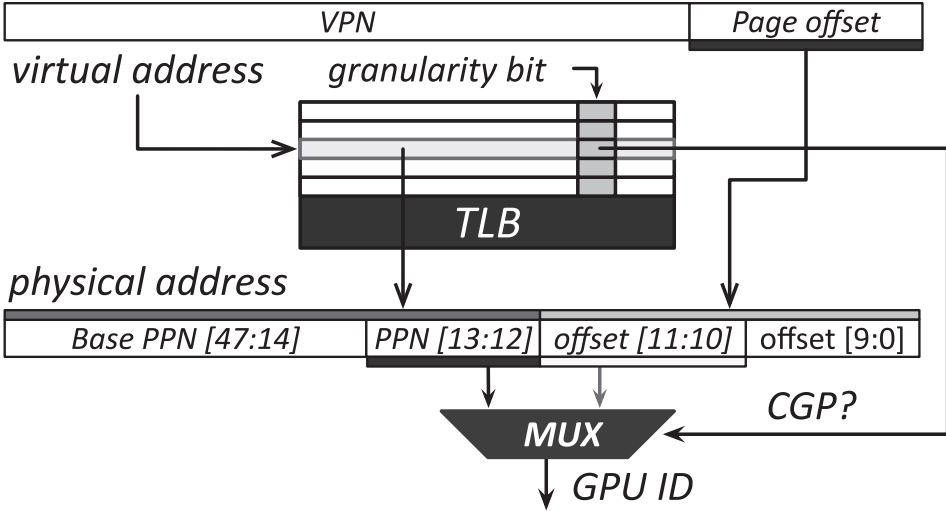 VPN
Page offset
virtual address
granularity bit
TLB
physical address
Base PPN [47:14]
PPN [13:12]
offset [11:10]
offset [9:0]
CGP?
MUX
GPU ID